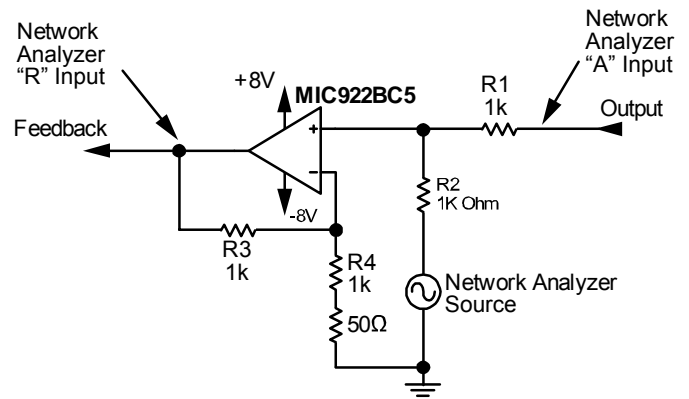 Network
Analyzer
“R” Input
Network
Analyzer
“A” Input
+8V
MIC922BC5
R1
1k
Output
Feedback
+
−
-8V
R2
1K Ohm
R3
1k
R4
1k
50Ω
Network Analyzer
Source